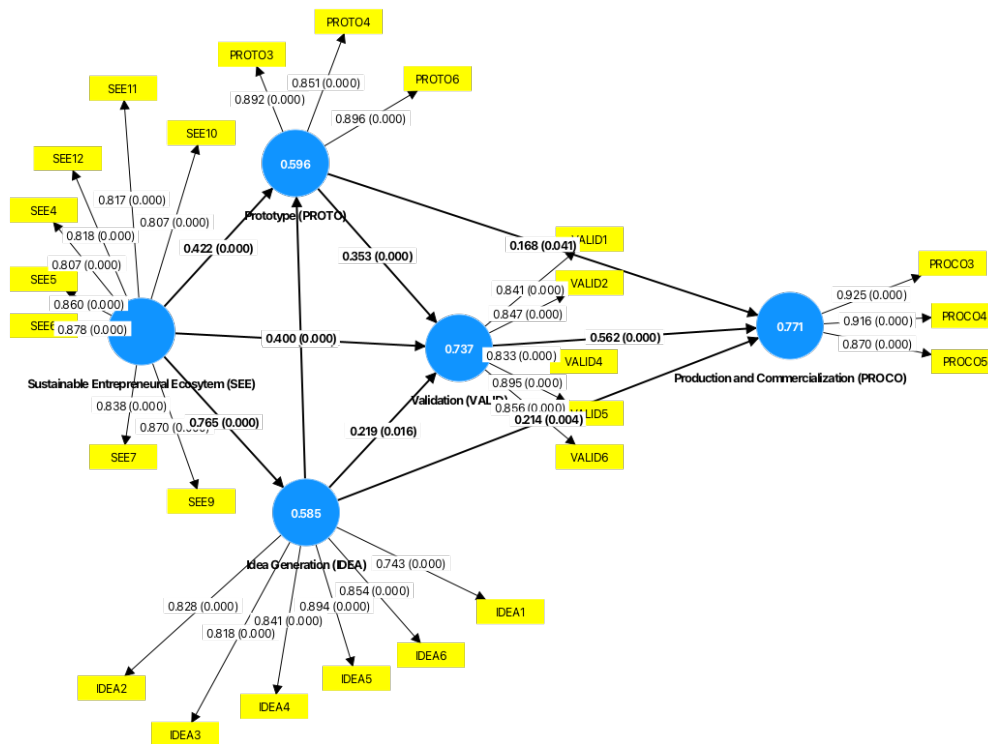 PROTO4
PROTO3
PROTO6
0.851 (0.000)
0.892 (0.000)
0.896 (0.000)
SEE11
SEE10
SEE12
SEE4
SEE5
SEE6
0.817 (0.000)
0.807 (0.000)
0.818 (0.000)
0.807 (0.000)
0.860 (0.000)
0.878 (0.000)
0.596
Prototype (PROTO)
0.422 (0.000)
0.353 (0.000)
0.168 (0.041)
VALID1
0.841 (0.000)
VALID2
0.847 (0.000)
0.400 (0.000)
0.737
0.562 (0.000)
0.833 (0.000)
VALID4
0.895 (0.000)
Validation (VALID)
0.856 (0.000)
0.214 (0.004)
VALID6
0.771
Production and Commercialization (PROCO)
PROCO3
0.925 (0.000)
0.916 (0.000)
PROCO4
0.870 (0.000)
PROCO5
Sustainable Entrepreneural Ecosytem (SEE)
0.838 (0.000)
0.870
0.765 (0.000)
SEE7
SEE9
0.219 (0.016)
0.585
Idea Generation (IDEA)
0.743 (0.000)
0.854 (0.000)
0.894 (0.000)
0.841 (0.000)
0.828 (0.000)
0.818 (0.000)
IDEA1
IDEA6
IDEA5
IDEA4
IDEA2
IDEA3